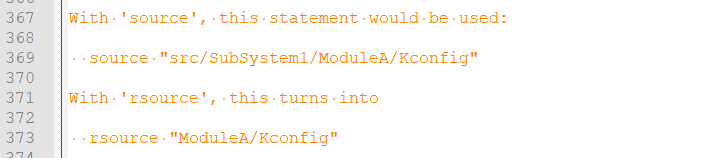 367 With 'source', this statement would be used:
368
369   source "src/SubSystem1/ModuleA/Kconfig"
370
371 With 'rsource', this turns into
372
373   rsource "ModuleA/Kconfig"